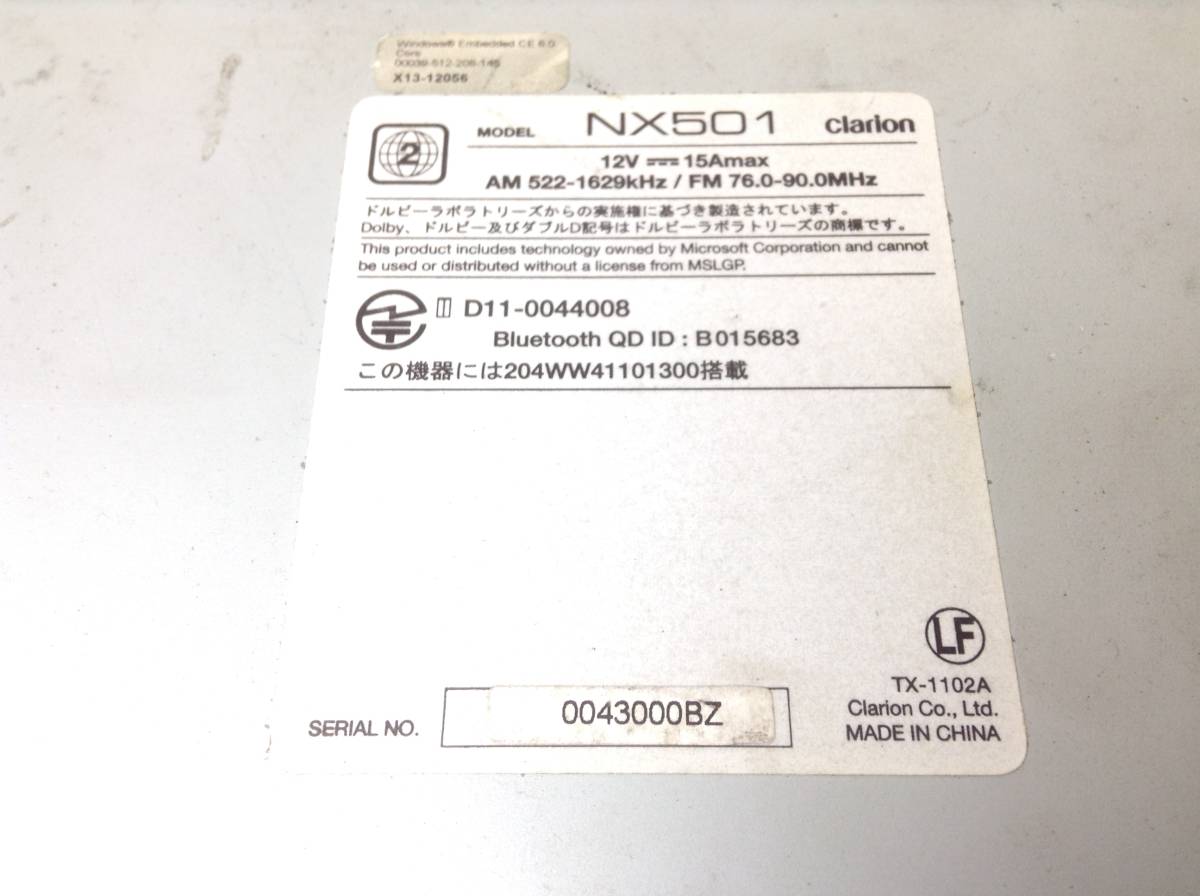 Windows® Embedded CE 6.0
Core
00039-512-206-145
X13-12056
2
MODEL NX501 clarion
12V ⎓ 15Amax
AM 522-1629kHz / FM 76.0-90.0MHz
ドルビーラボラトリーズからの実施権に基づき製造されています。
Dolby、ドルビー及びダブルD記号はドルビーラボラトリーズの商標です。
This product includes technology owned by Microsoft Corporation and cannot
be used or distributed without a license from MSLGP.
D11-0044008
Bluetooth QD ID : B015683
この機器には204WW41101300搭載
LF
TX-1102A
Clarion Co., Ltd.
MADE IN CHINA
SERIAL NO. 0043000BZ